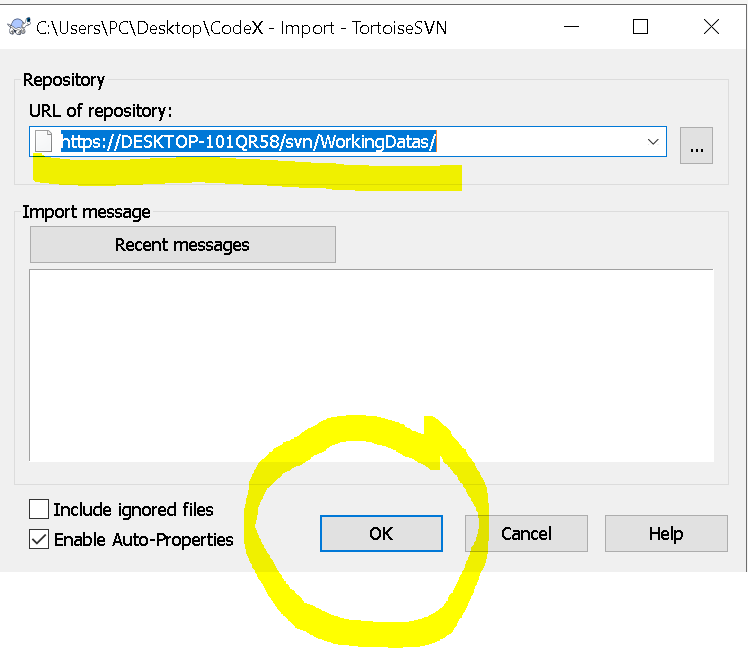 C:\Users\PC\Desktop\CodeX - Import - TortoiseSVN
Repository
URL of repository:
https://DESKTOP-101QR58/svn/WorkingDatas/
...
Import message
Recent messages
Include ignored files
Enable Auto-Properties
OK
Cancel
Help